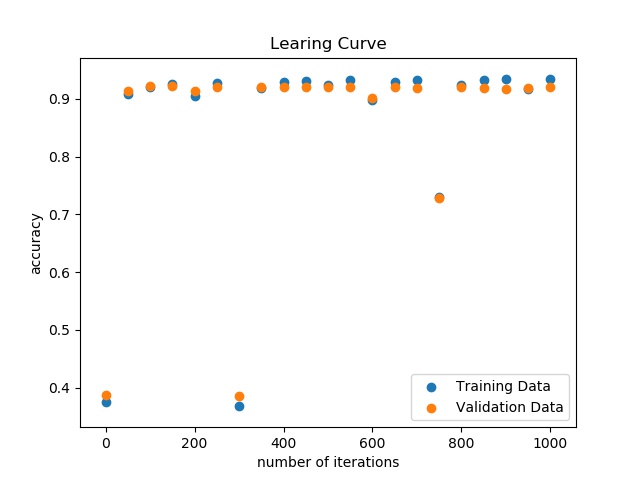 Learing Curve
accuracy
0.9
0.8
0.7
0.6
0.5
0.4
0 200 400 600 800 1000
number of iterations
Training Data
Validation Data